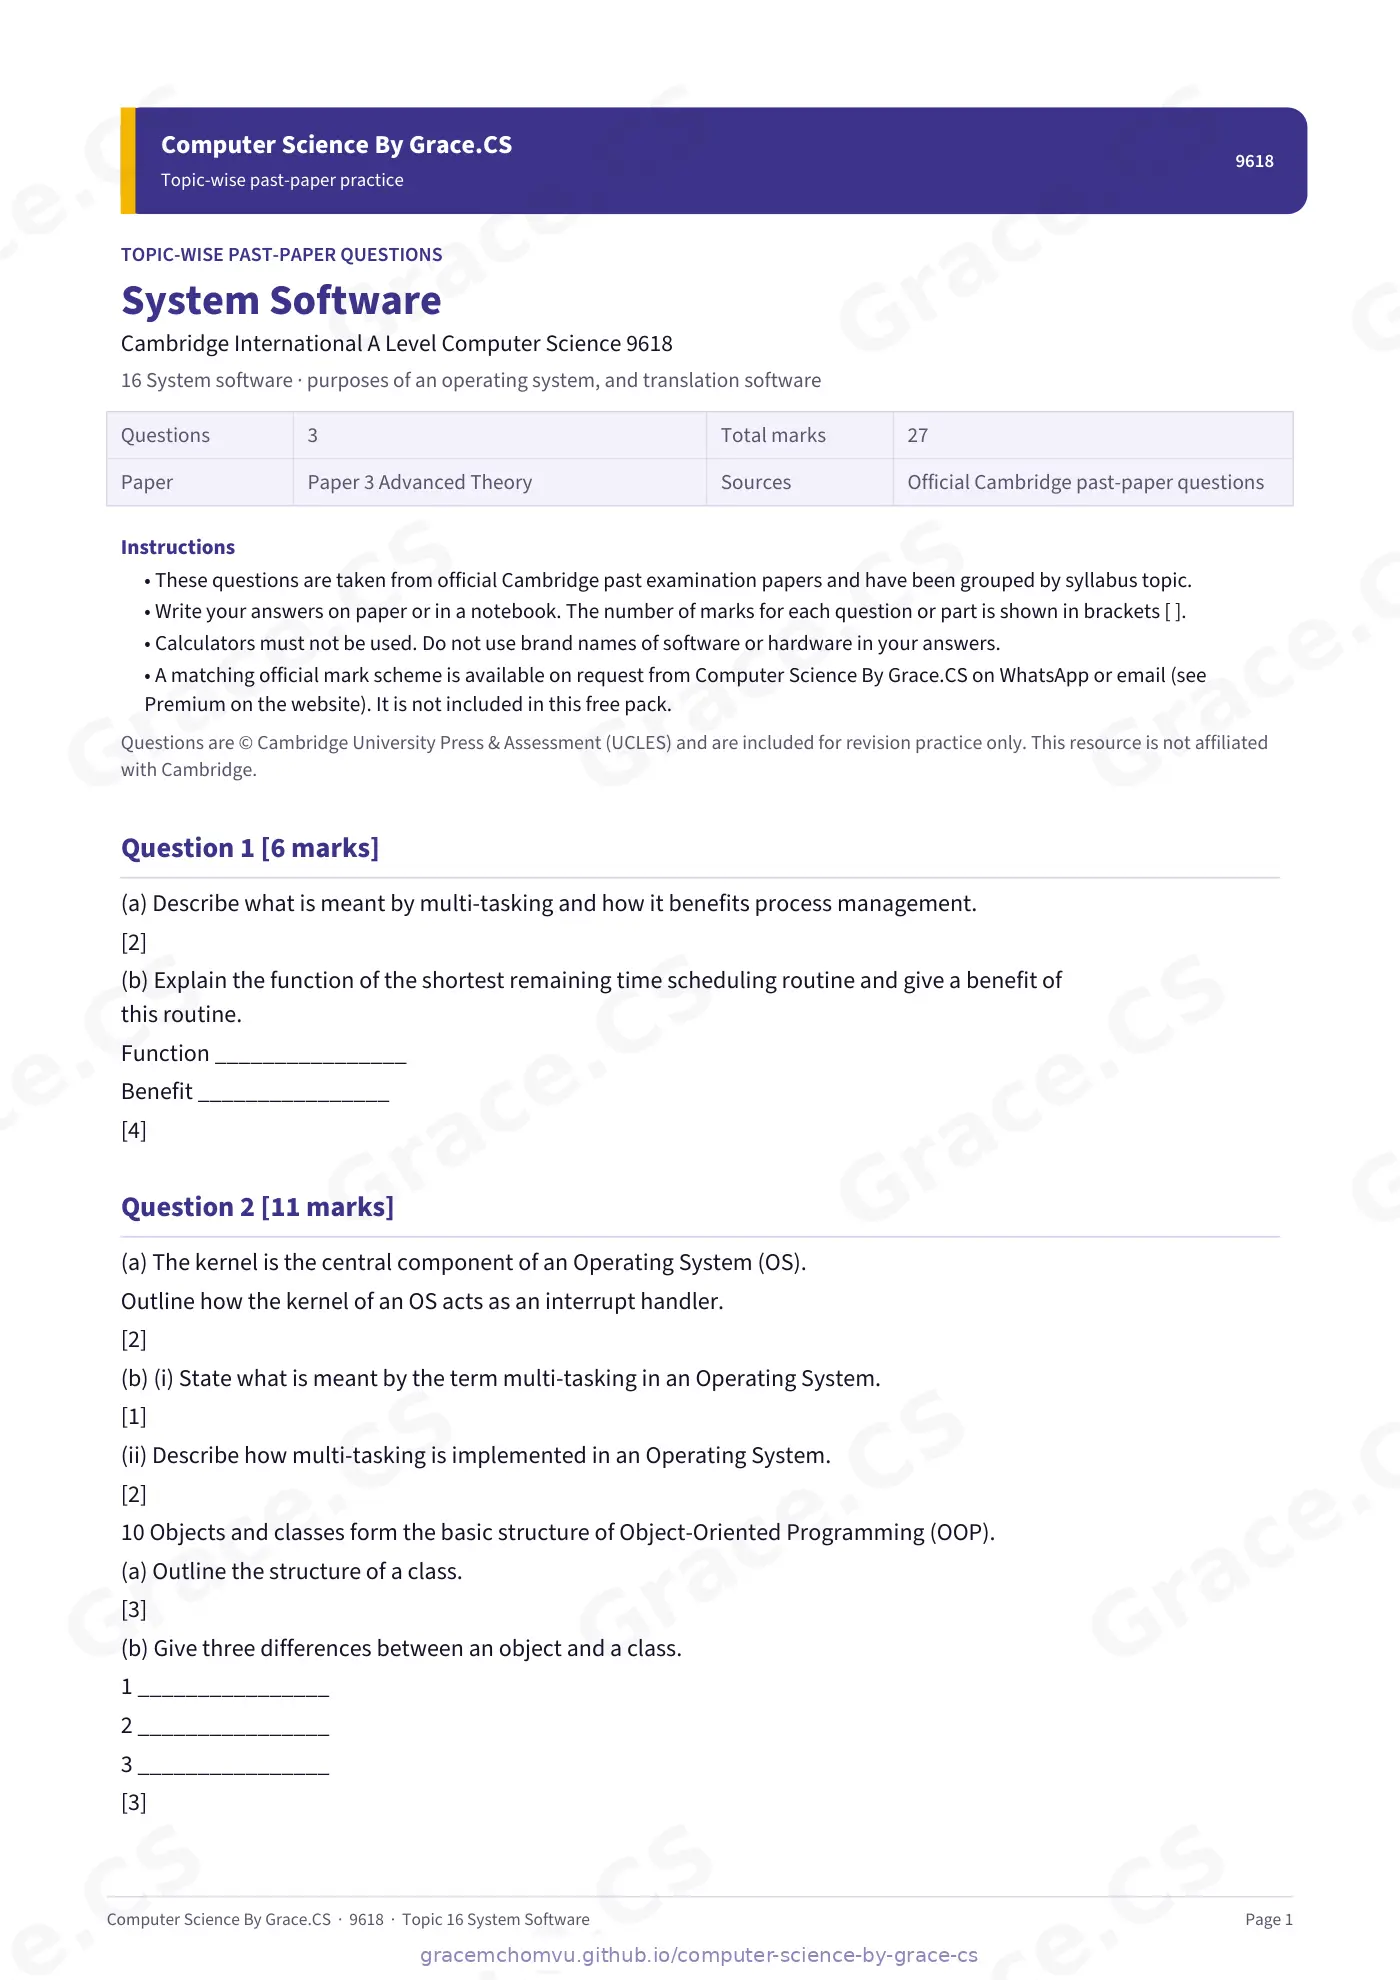 Computer Science By Grace.CS
Topic-wise past-paper practice
9618
TOPIC-WISE PAST-PAPER QUESTIONS
System Software
Cambridge International A Level Computer Science 9618
16 System software · purposes of an operating system, and translation software
Questions 3 Total marks 27
Paper Paper 3 Advanced Theory Sources Official Cambridge past-paper questions
Instructions
• These questions are taken from official Cambridge past examination papers and have been grouped by syllabus topic.
• Write your answers on paper or in a notebook. The number of marks for each question or part is shown in brackets [ ].
• Calculators must not be used. Do not use brand names of software or hardware in your answers.
• A matching official mark scheme is available on request from Computer Science By Grace.CS on WhatsApp or email (see
Premium on the website). It is not included in this free pack.
Questions are © Cambridge University Press & Assessment (UCLES) and are included for revision practice only. This resource is not affiliated
with Cambridge.
Question 1 [6 marks]
(a) Describe what is meant by multi-tasking and how it benefits process management.
[2]
(b) Explain the function of the shortest remaining time scheduling routine and give a benefit of
this routine.
Function ________________
Benefit ________________
[4]
Question 2 [11 marks]
(a) The kernel is the central component of an Operating System (OS).
Outline how the kernel of an OS acts as an interrupt handler.
[2]
(b) (i) State what is meant by the term multi-tasking in an Operating System.
[1]
(ii) Describe how multi-tasking is implemented in an Operating System.
[2]
10 Objects and classes form the basic structure of Object-Oriented Programming (OOP).
(a) Outline the structure of a class.
[3]
(b) Give three differences between an object and a class.
1 ________________
2 ________________
3 ________________
[3]
Computer Science By Grace.CS · 9618 · Topic 16 System Software
Page 1
gracemchomvu.github.io/computer-science-by-grace-cs